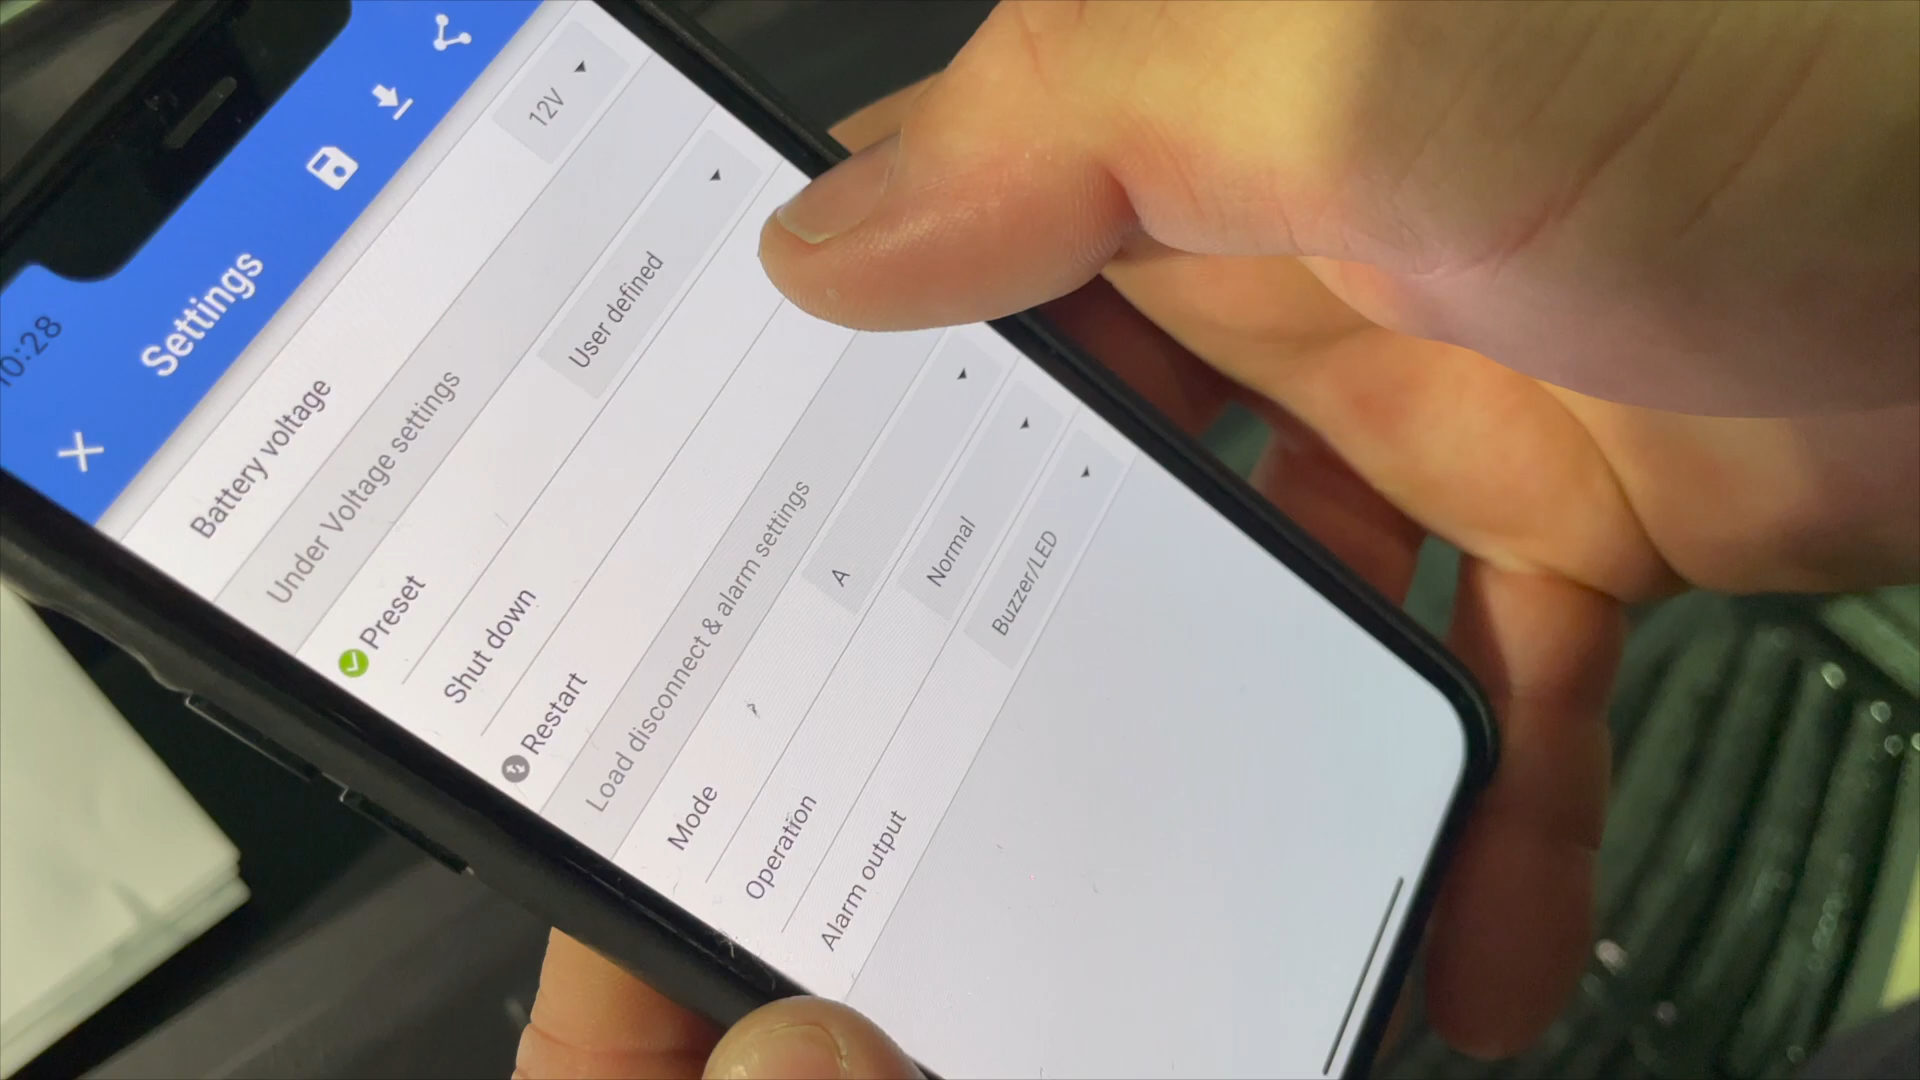 10:28
Settings
Battery voltage 12V
Under Voltage settings
Preset User defined
Shut down
Restart
Load disconnect & alarm settings
Mode A
Operation Normal
Alarm output Buzzer/LED